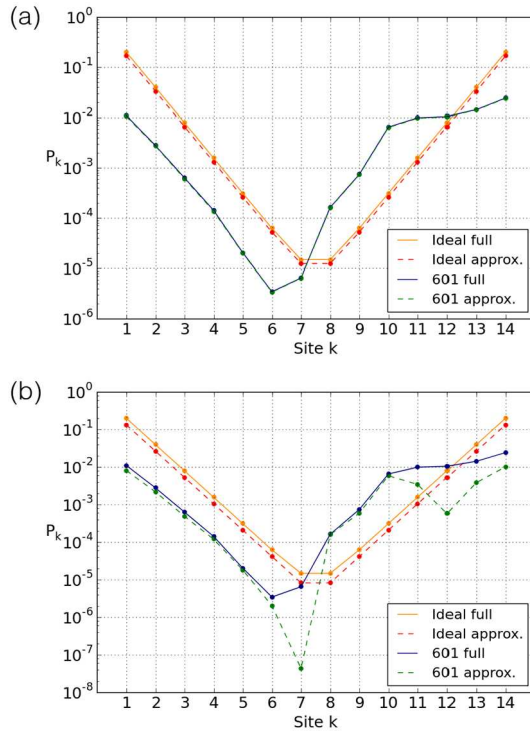 (a)
10^0
10^-1
10^-2
P_k
10^-3
10^-4
10^-5
10^-6
Ideal full
Ideal approx.
601 full
601 approx.
1 2 3 4 5 6 7 8 9 10 11 12 13 14
Site k
(b)
10^0
10^-1
10^-2
10^-3
P_k
10^-4
10^-5
10^-6
10^-7
10^-8
Ideal full
Ideal approx.
601 full
601 approx.
1 2 3 4 5 6 7 8 9 10 11 12 13 14
Site k